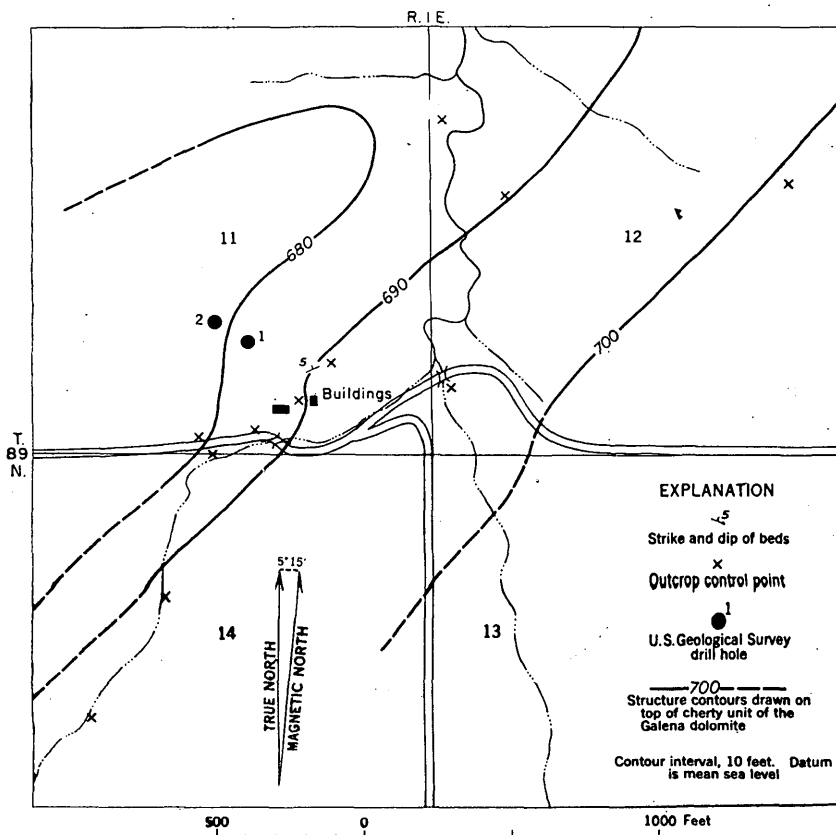 R. I E.
11
12
680
690
700
2
1
5
Buildings
T.
89
N.
EXPLANATION
5
Strike and dip of beds
Outcrop control point
1
U.S. Geological Survey
drill hole
700
Structure contours drawn on
top of cherty unit of the
Galena dolomite
Contour interval, 10 feet. Datum
is mean sea level
5° 15'
TRUE NORTH
MAGNETIC NORTH
14
13
500
0
1000 Feet